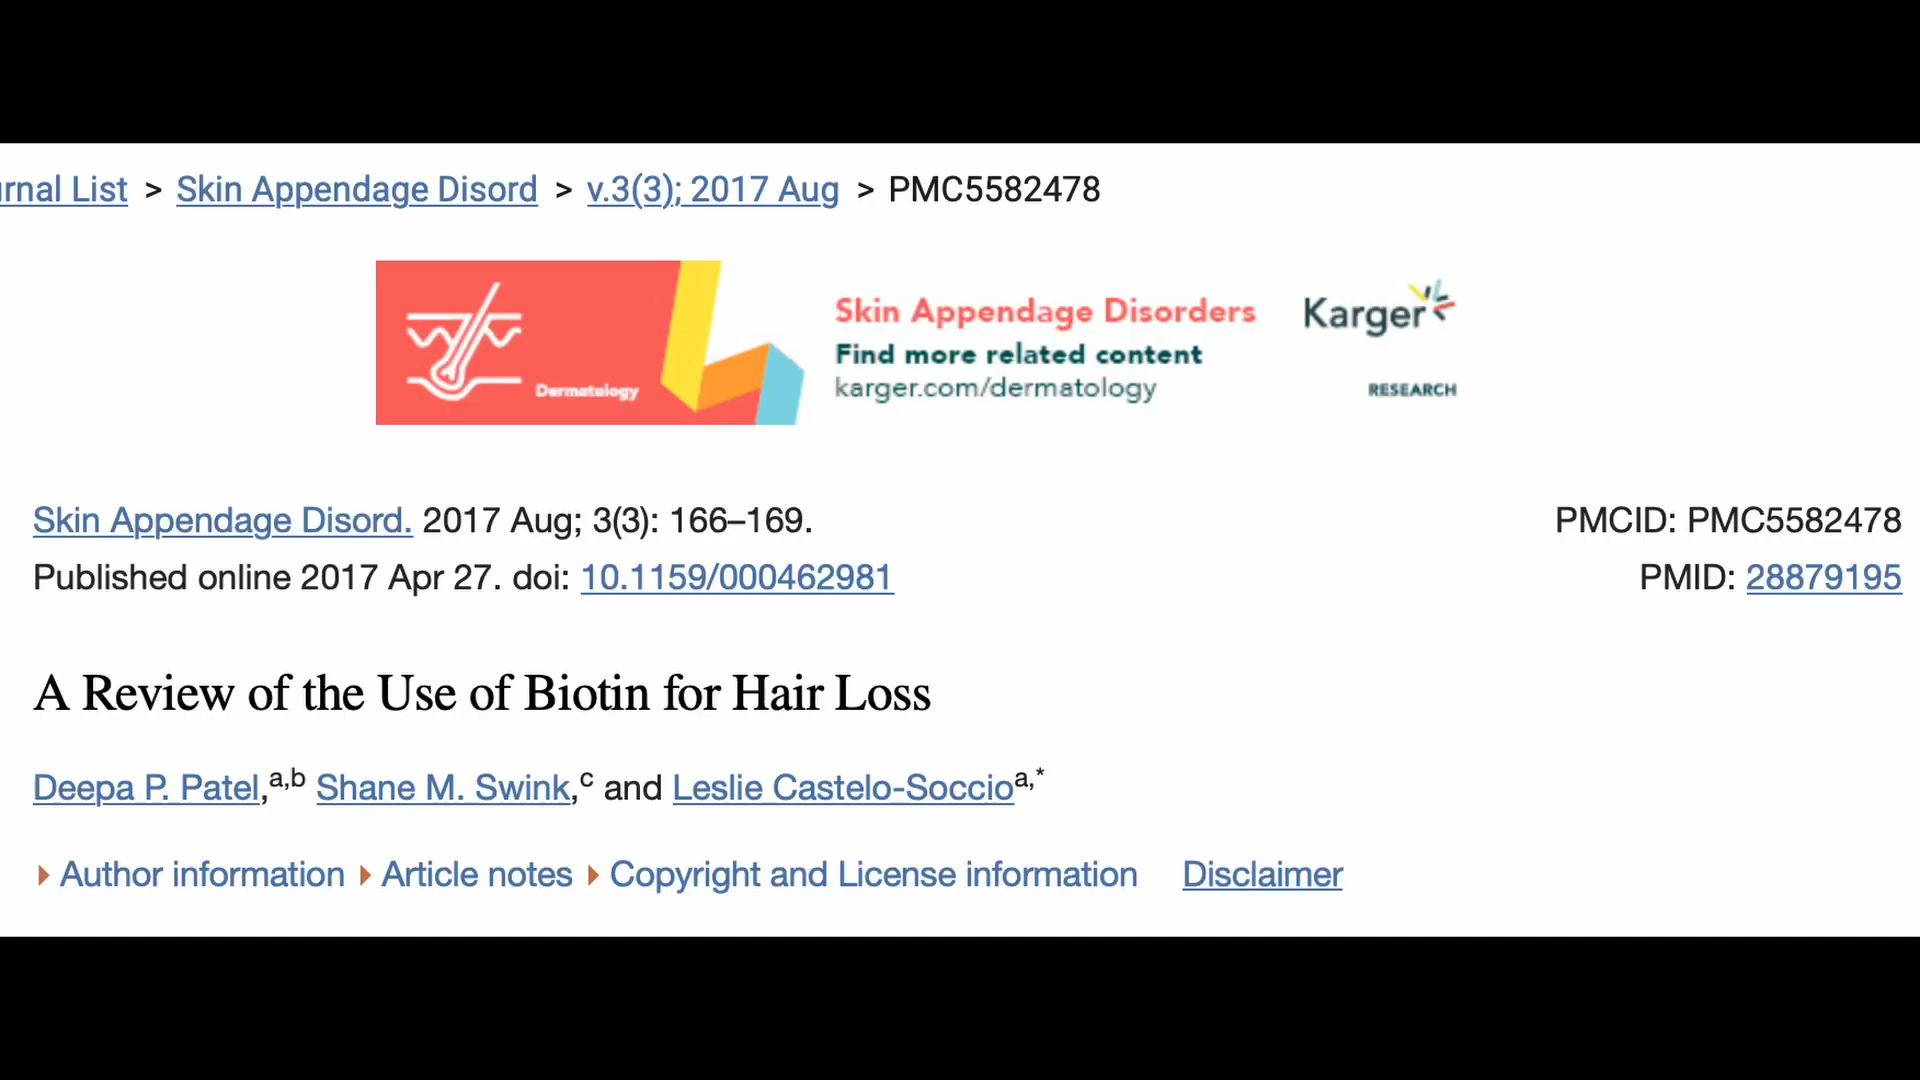 rnal List > Skin Appendage Disord > v.3(3); 2017 Aug > PMC5582478
Dermatology
Skin Appendage Disorders
Find more related content
karger.com/dermatology
Karger
RESEARCH
Skin Appendage Disord. 2017 Aug; 3(3): 166–169.
PMCID: PMC5582478
Published online 2017 Apr 27. doi: 10.1159/000462981
PMID: 28879195
A Review of the Use of Biotin for Hair Loss
Deepa P. Patel,a,b Shane M. Swink,c and Leslie Castelo-Soccioa,*
Author information Article notes Copyright and License information Disclaimer